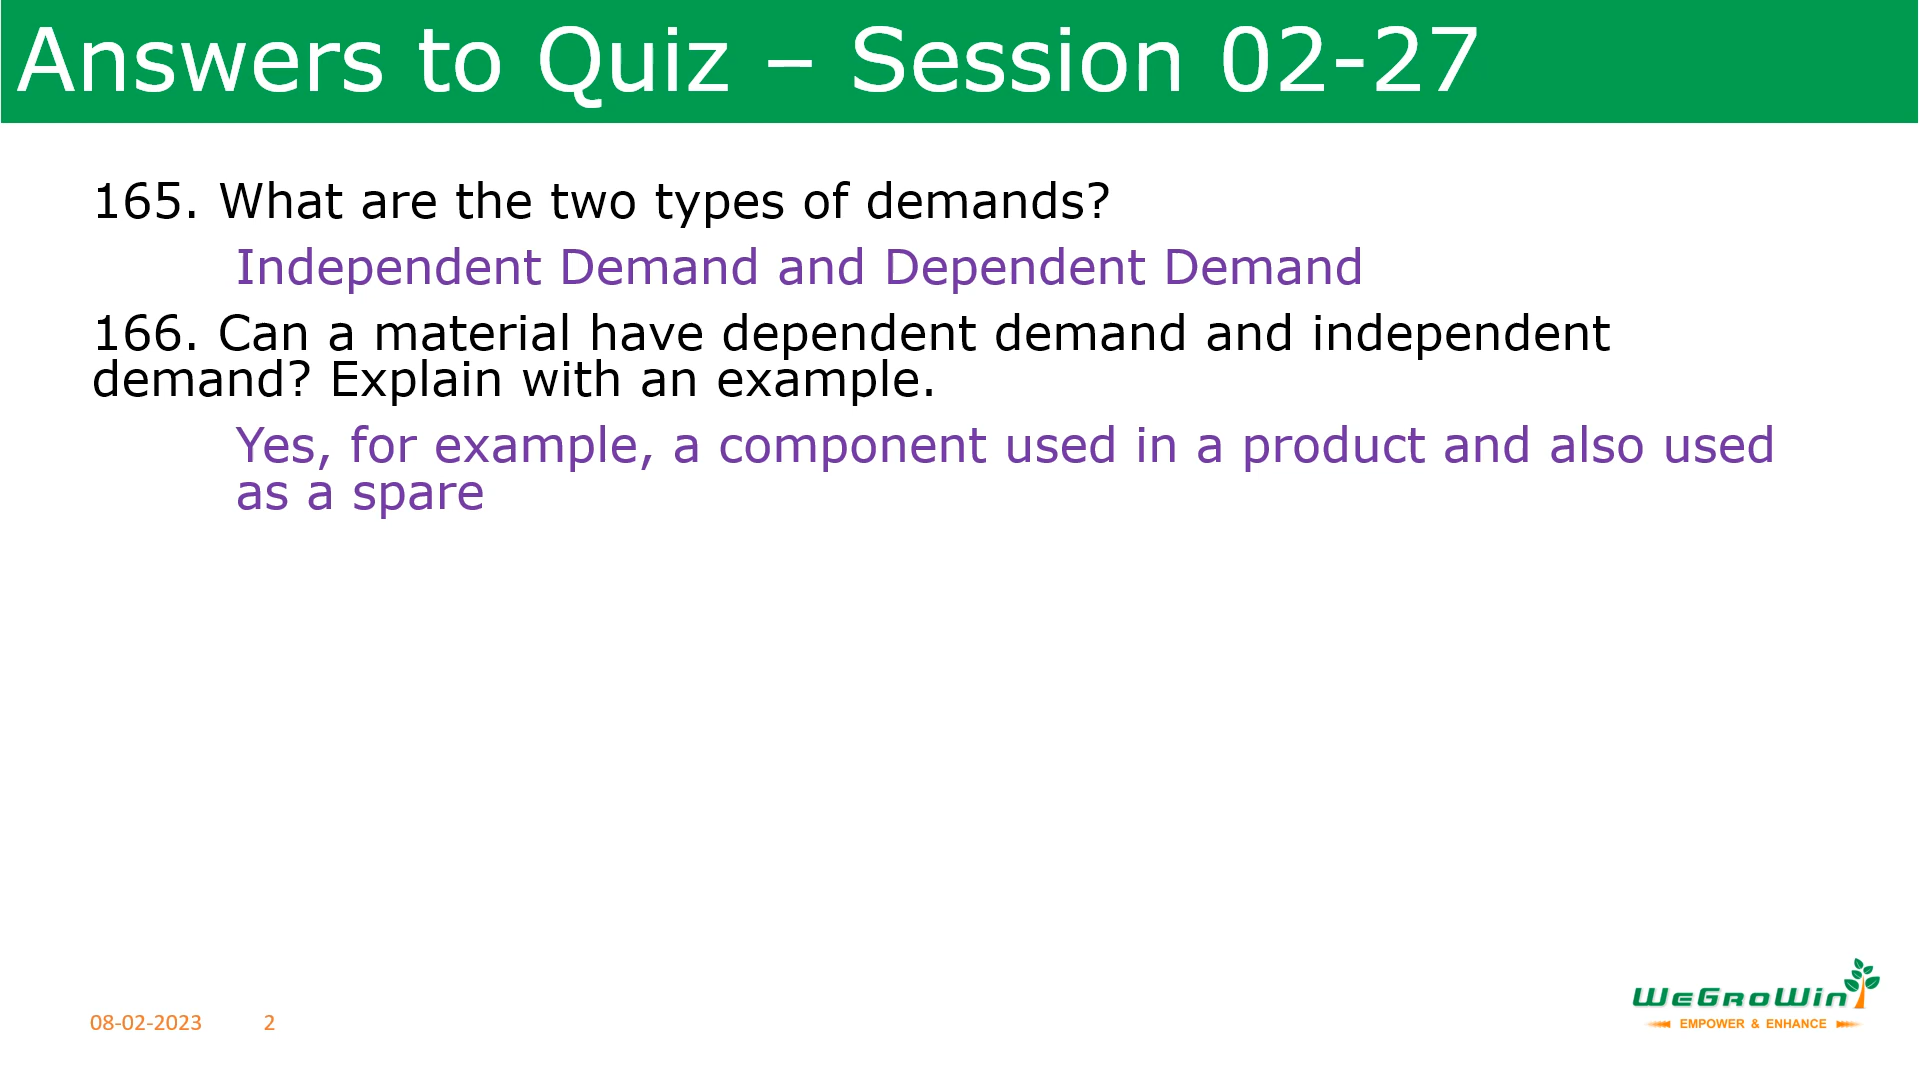 Answers to Quiz – Session 02-27
165. What are the two types of demands?
Independent Demand and Dependent Demand
166. Can a material have dependent demand and independent
demand? Explain with an example.
Yes, for example, a component used in a product and also used
as a spare
WeGroWin
EMPOWER & ENHANCE
08-02-2023 2